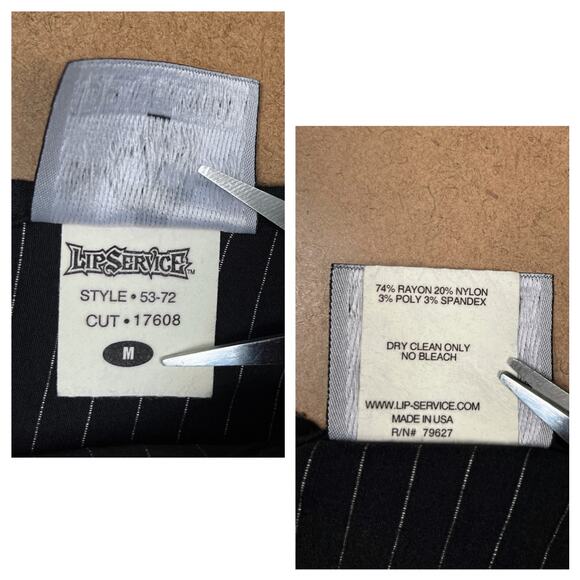 LIPSERVICE™
STYLE • 53-72
CUT • 17608
M
74% RAYON 20% NYLON
3% POLY 3% SPANDEX
DRY CLEAN ONLY
NO BLEACH
WWW.LIP-SERVICE.COM
MADE IN USA
R/N# 79627